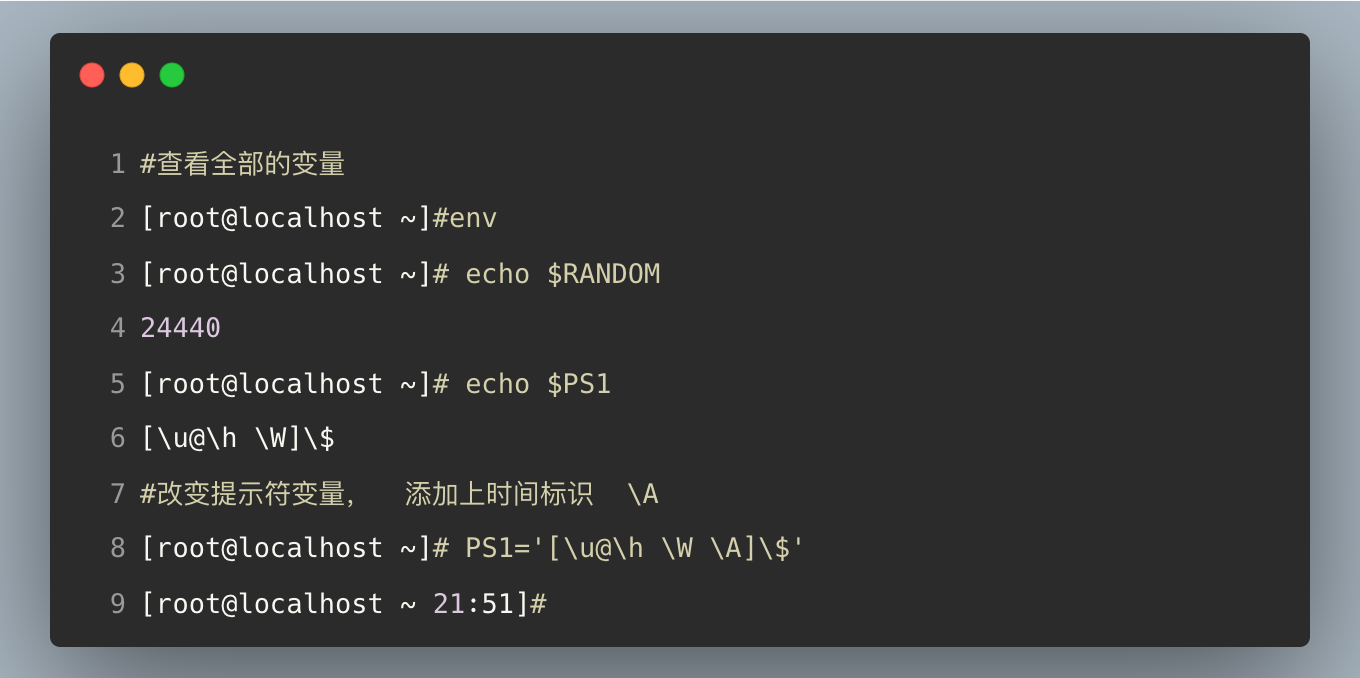 1 #查看全部的变量
2 [root@localhost ~]#env
3 [root@localhost ~]# echo $RANDOM
4 24440
5 [root@localhost ~]# echo $PS1
6 [\u@\h \W]\$
7 #改变提示符变量， 添加上时间标识 \A
8 [root@localhost ~]# PS1='[\u@\h \W \A]\$'
9 [root@localhost ~ 21:51]#